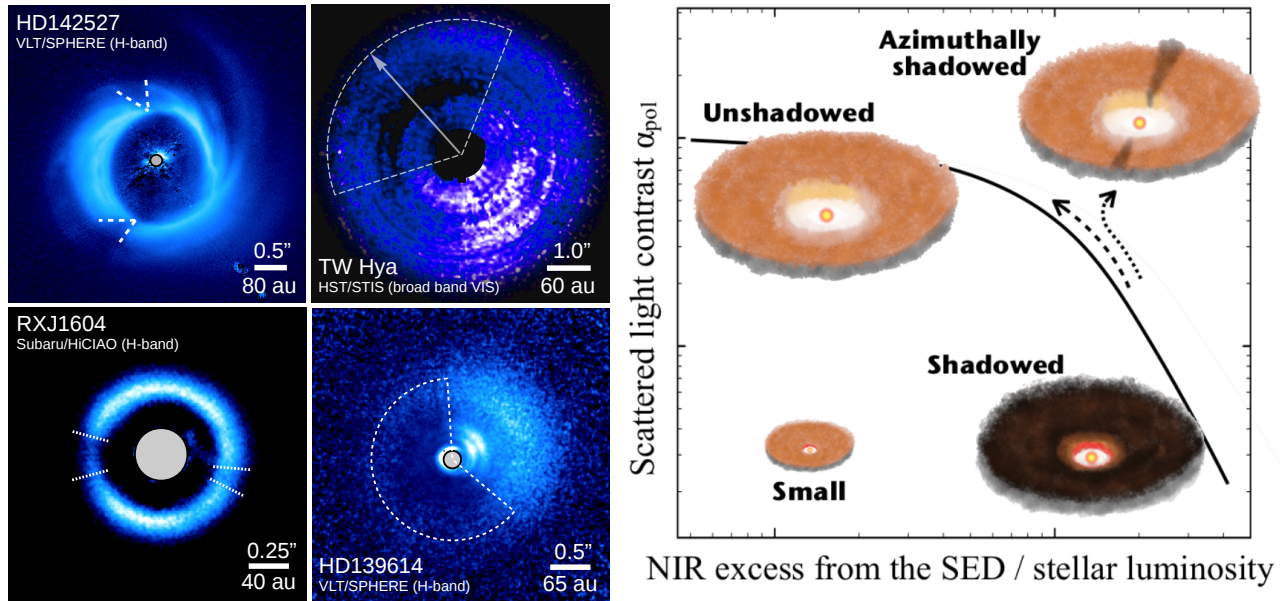 HD142527
VLT/SPHERE (H-band)
0.5”
80 au
TW Hya
HST/STIS (broad band VIS)
1.0”
60 au
RXJ1604
Subaru/HiCIAO (H-band)
0.25”
40 au
HD139614
VLT/SPHERE (H-band)
0.5”
65 au
Scattered light contrast αpol
Azimuthally
shadowed
Unshadowed
Shadowed
Small
NIR excess from the SED / stellar luminosity